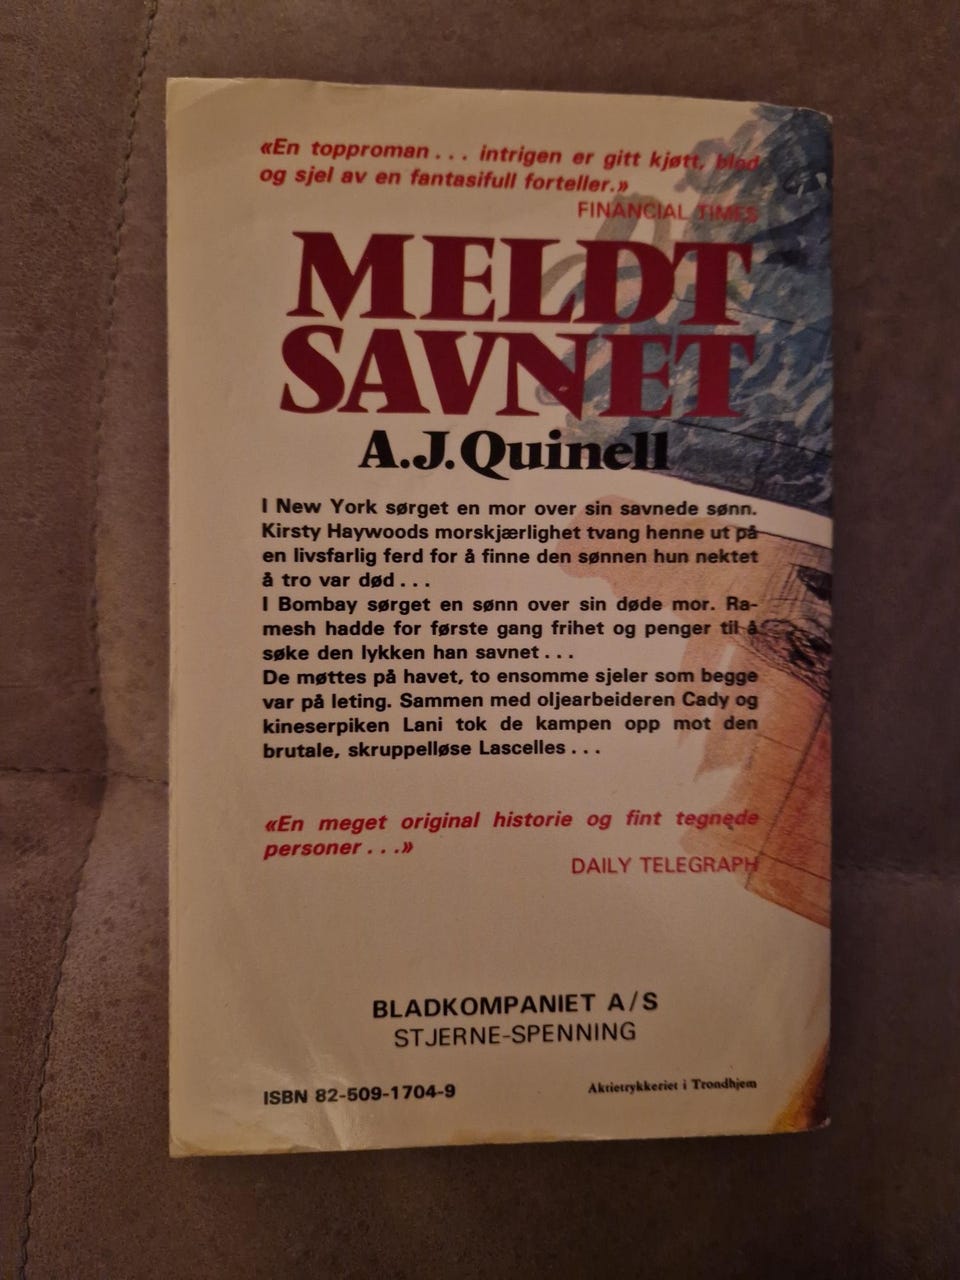 «En topproman... intrigen er gitt kjøtt, blod
og sjel av en fantasifull forteller.»
FINANCIAL TIMES
MELDT
SAVNET
A.J. Quinell
I New York sørget en mor over sin savnede sønn.
Kirsty Haywoods morskjærlighet tvang henne ut på
en livsfarlig ferd for å finne den sønnen hun nektet
å tro var død...
I Bombay sørget en sønn over sin døde mor. Ra-
mesh hadde for første gang frihet og penger til å
søke den lykken han savnet...
De møttes på havet, to ensomme sjeler som begge
var på leting. Sammen med oljearbeideren Cady og
kineserpiken Lani tok de kampen opp mot den
brutale, skruppelløse Lascelles...
«En meget original historie og fint tegnede
personer...»
DAILY TELEGRAPH
BLADKOMPANIET A/S
STJERNE-SPENNING
ISBN 82-509-1704-9
Aktietrykkeriet i Trondhjem